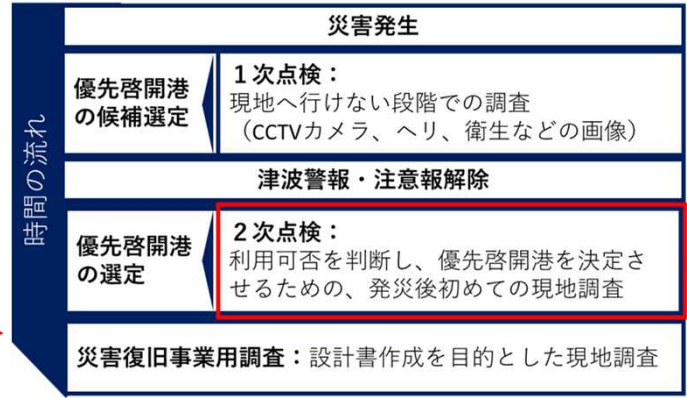 時間の流れ
災害発生
優先啓開港
の候補選定
１次点検：
現地へ行けない段階での調査
（CCTVカメラ、ヘリ、衛生などの画像）
津波警報・注意報解除
優先啓開港
の選定
２次点検：
利用可否を判断し、優先啓開港を決定さ
せるための、発災後初めての現地調査
災害復旧事業用調査：設計書作成を目的とした現地調査